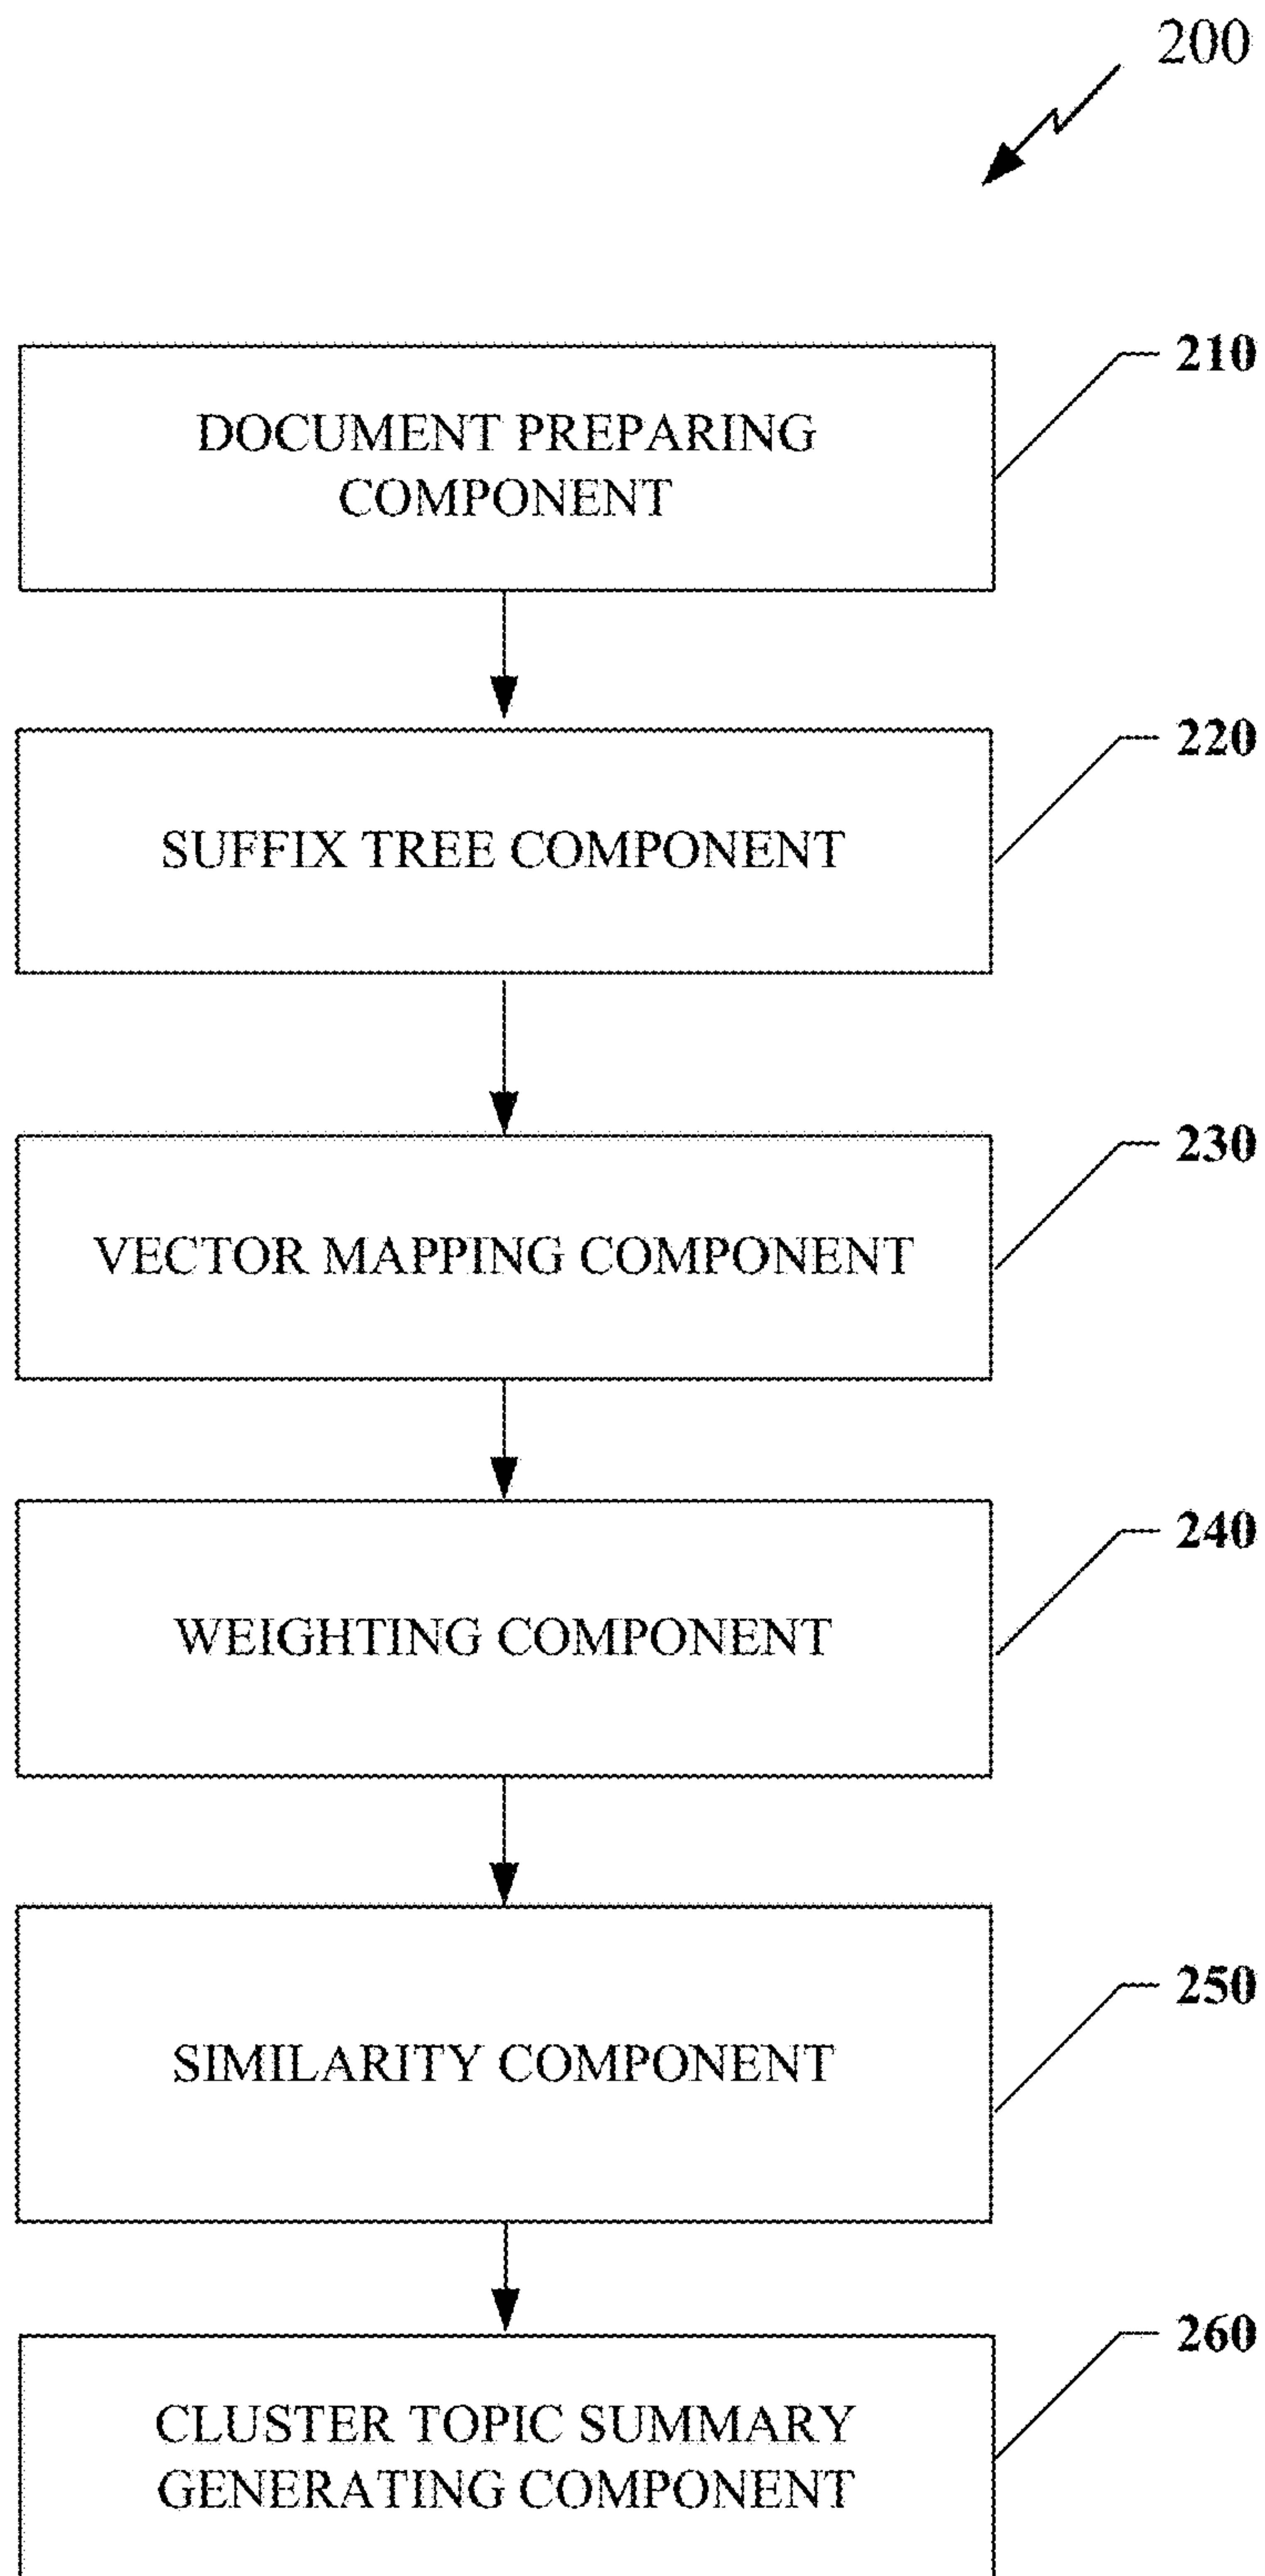 200
DOCUMENT PREPARING
COMPONENT
210
SUFFIX TREE COMPONENT
220
VECTOR MAPPING COMPONENT
230
WEIGHTING COMPONENT
240
SIMILARITY COMPONENT
250
CLUSTER TOPIC SUMMARY
GENERATING COMPONENT
260